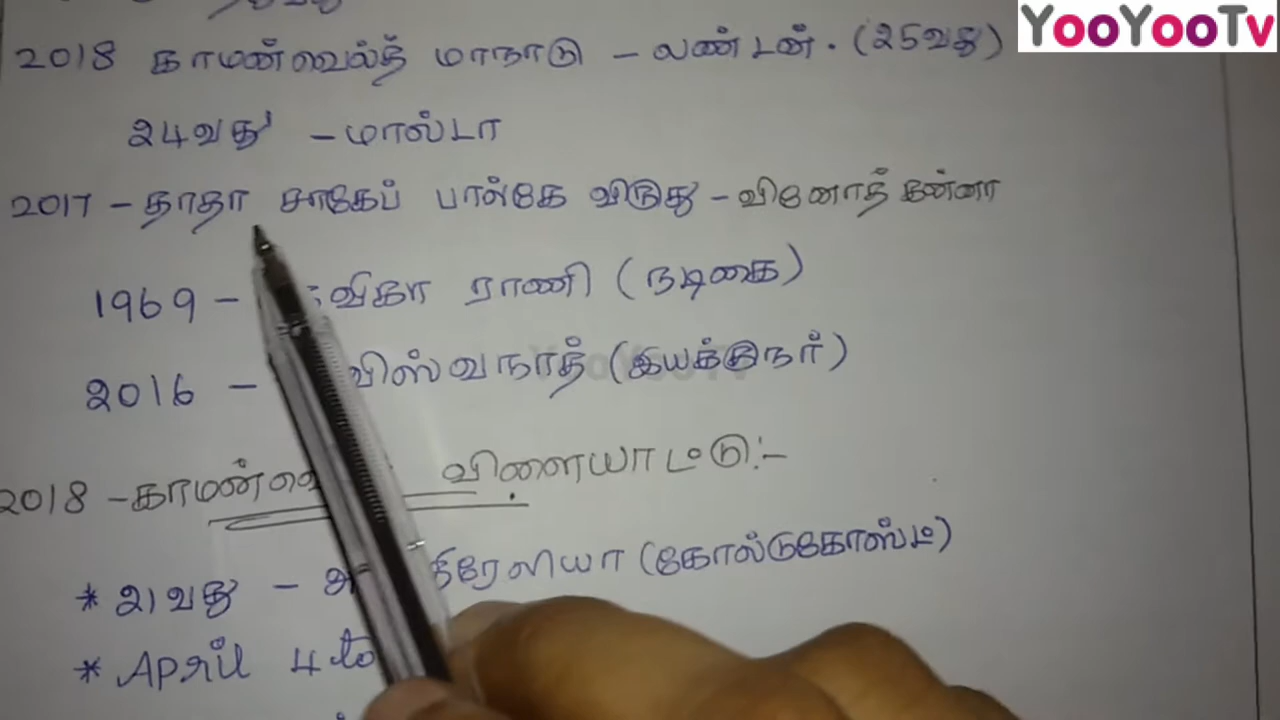 YooYooTv
2018 காமன்வெல்த் மாநாடு - லண்டன். (25வது)
24வது - மால்டா
2017 - தாதா சாகேப் பால்கே விருது - வினோத் கன்னா
1969 - விகா ராணி (நடிகை)
2016 - விஸ்வநாத் (இயக்குநர்)
2018 - காமன்வெ விளையாட்டு:-
* 21வது - அ திரேலியா (கோல்டுகோஸ்ட்)
* April 4 to